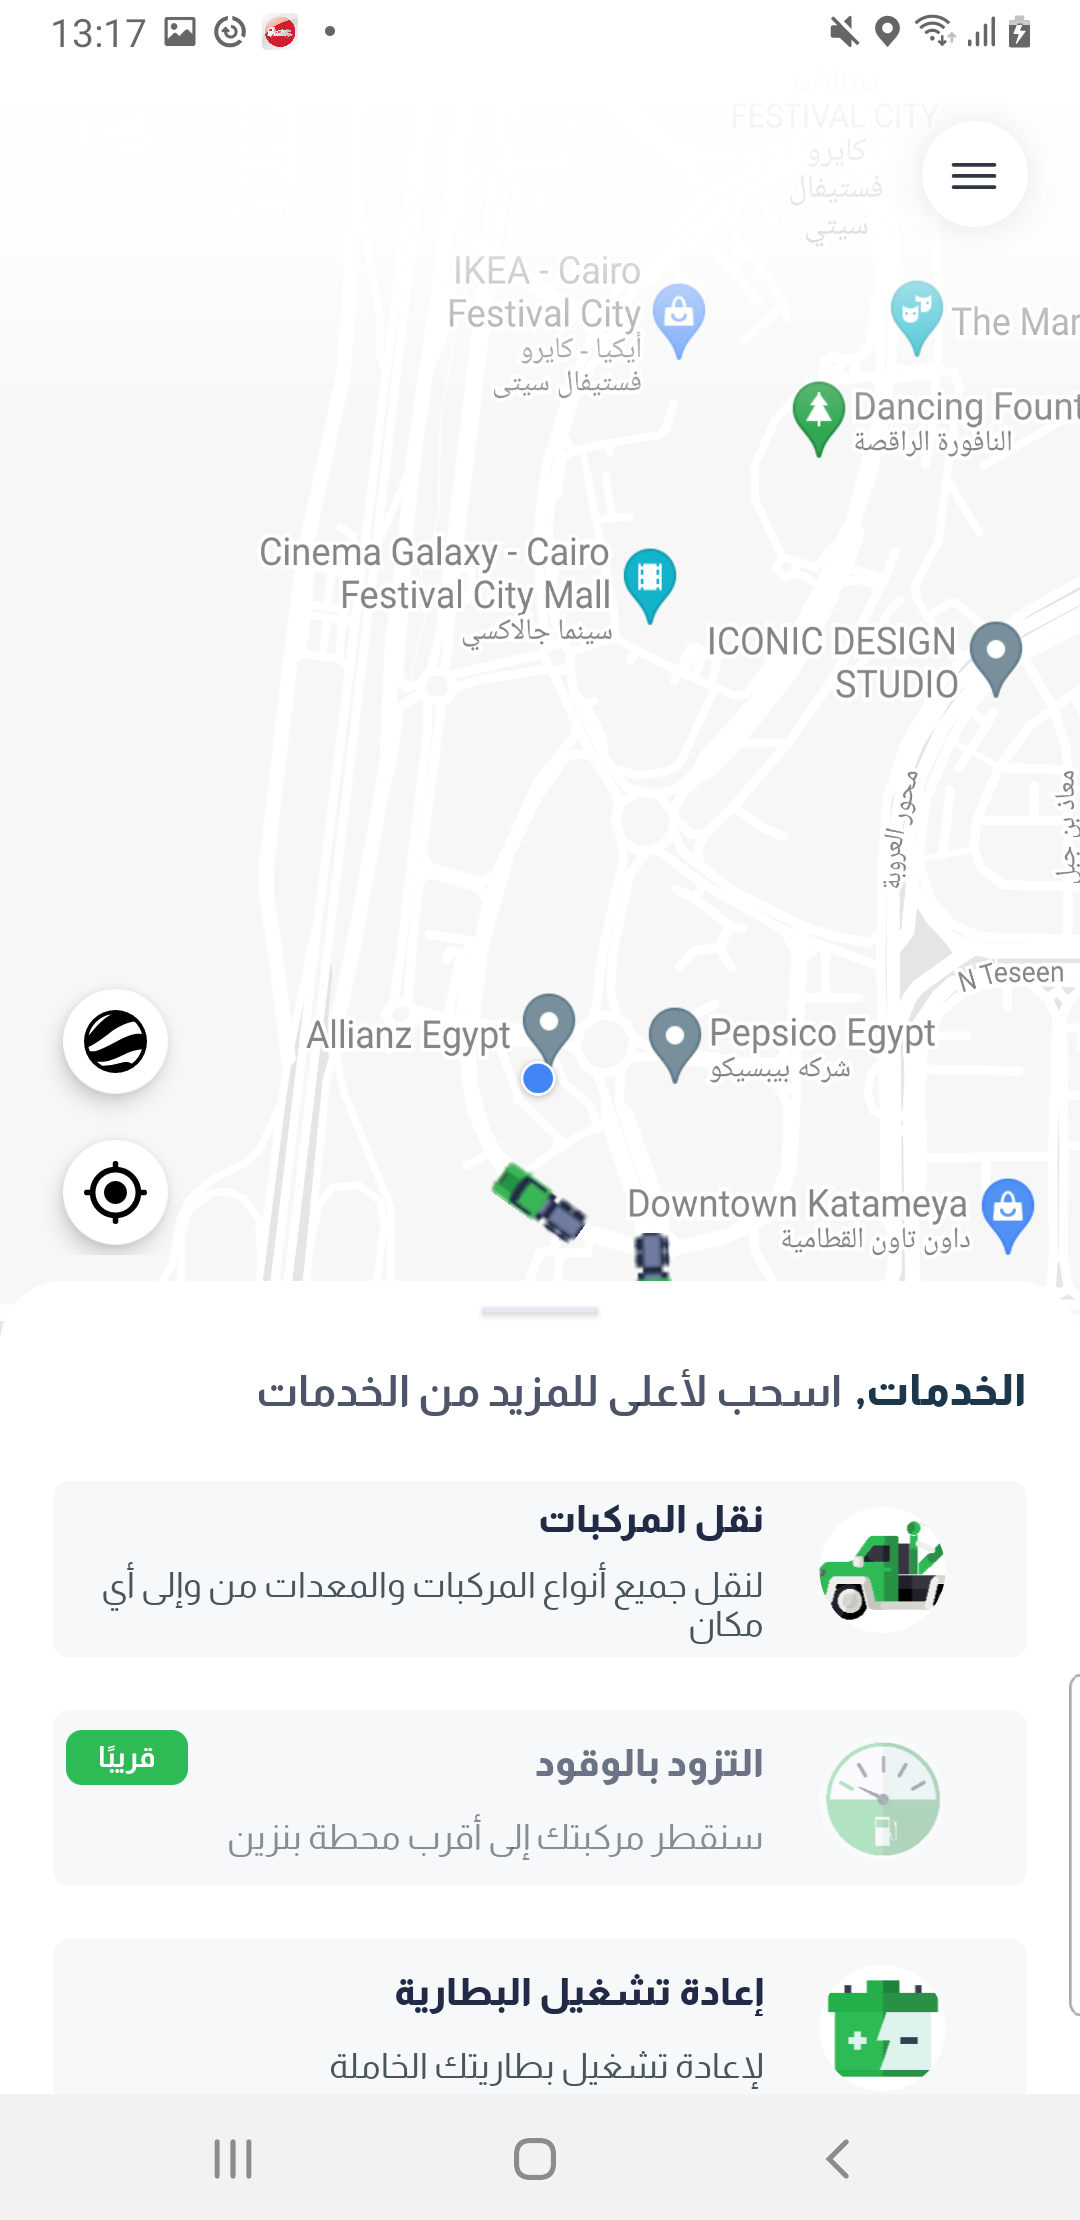 13:17
CAIRO
FESTIVAL CITY
كايرو
فستيفال
سيتي
IKEA - Cairo
Festival City
أيكيا - كايرو
فستيفال سيتى
The Mar
Dancing Fount
النافورة الراقصة
Cinema Galaxy - Cairo
Festival City Mall
سينما جالاكسي
ICONIC DESIGN
STUDIO
محور العروبة
معاذ بن جبل
N Teseen
Allianz Egypt
Pepsico Egypt
شركه بيبسيكو
Downtown Katameya
داون تاون القطامية
الخدمات, اسحب لأعلى للمزيد من الخدمات
نقل المركبات
لنقل جميع أنواع المركبات والمعدات من وإلى أي
مكان
قريبًا
التزود بالوقود
سنقطر مركبتك إلى أقرب محطة بنزين
إعادة تشغيل البطارية
لإعادة تشغيل بطاريتك الخاملة